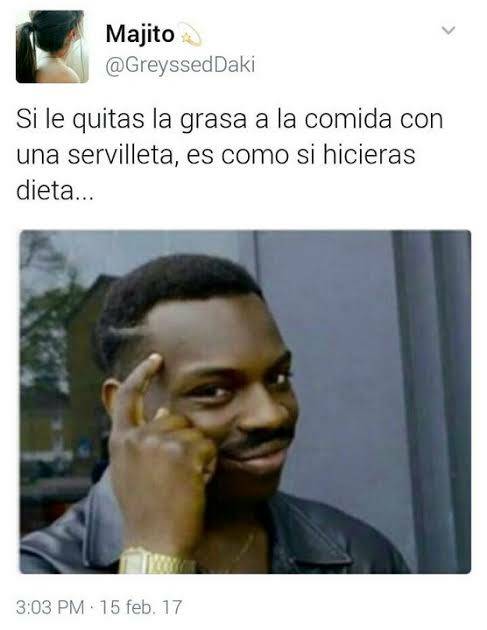 Majito 💫
@GreyssedDaki
Si le quitas la grasa a la comida con
una servilleta, es como si hicieras
dieta...
3:03 PM · 15 feb. 17